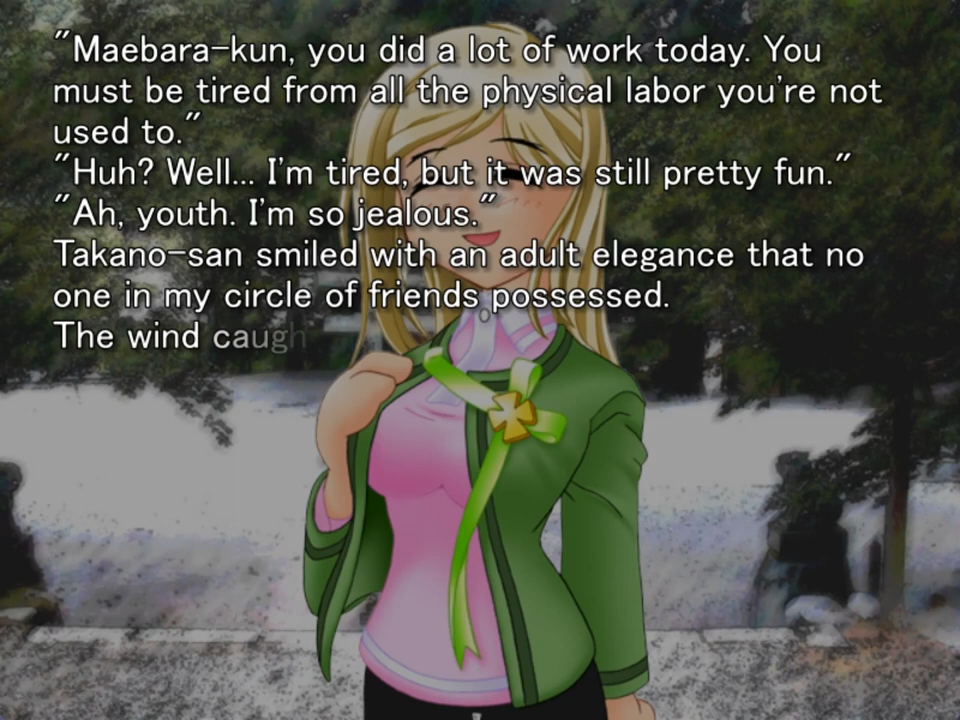 "Maebara-kun, you did a lot of work today. You
must be tired from all the physical labor you're not
used to."
"Huh? Well... I'm tired, but it was still pretty fun."
"Ah, youth. I'm so jealous."
Takano-san smiled with an adult elegance that no
one in my circle of friends possessed.
The wind caugh